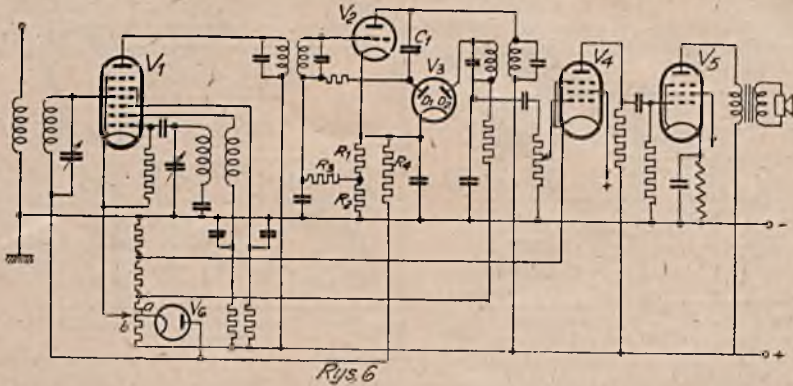 V1
V2
C1
V3
D1 D2
V4
V5
R1
R2
R3
R4
a
b
V6
-
+
+
Rys. 6